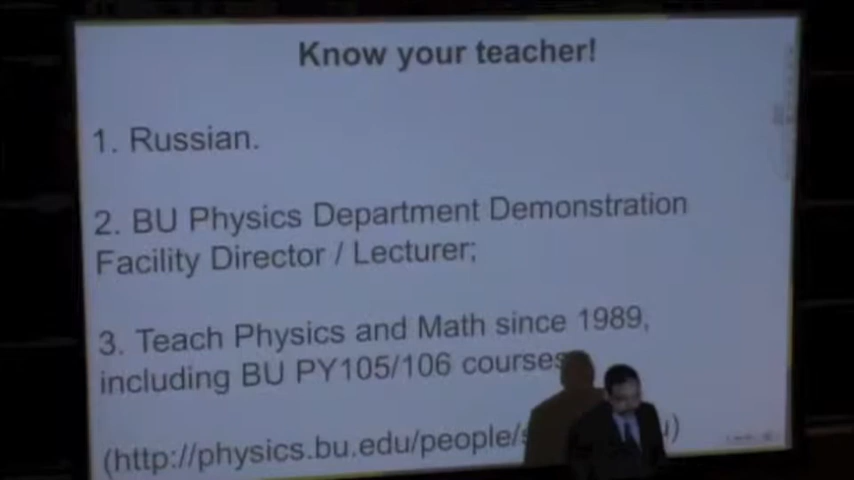 Know your teacher!
1. Russian.
2. BU Physics Department Demonstration
Facility Director / Lecturer;
3. Teach Physics and Math since 1989,
including BU PY105/106 courses
(http://physics.bu.edu/people/s u)